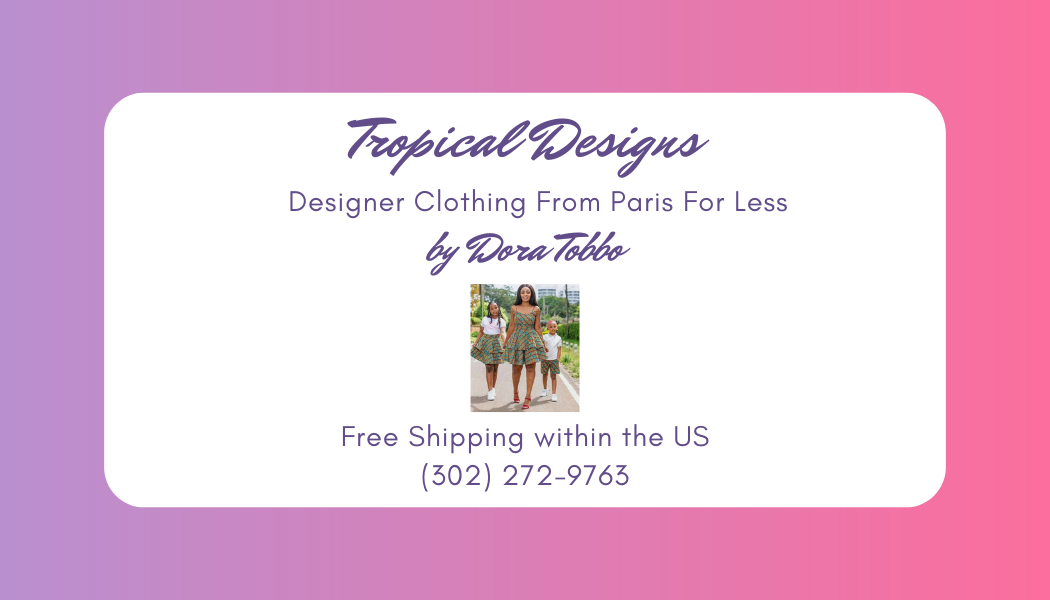 Tropical Designs
Designer Clothing From Paris For Less
by Dora Tobbo
Free Shipping within the US
(302) 272-9763